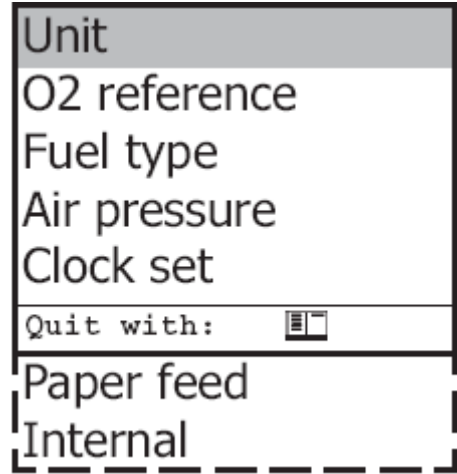 Unit
O2 reference
Fuel type
Air pressure
Clock set
Quit with:
Paper feed
Internal